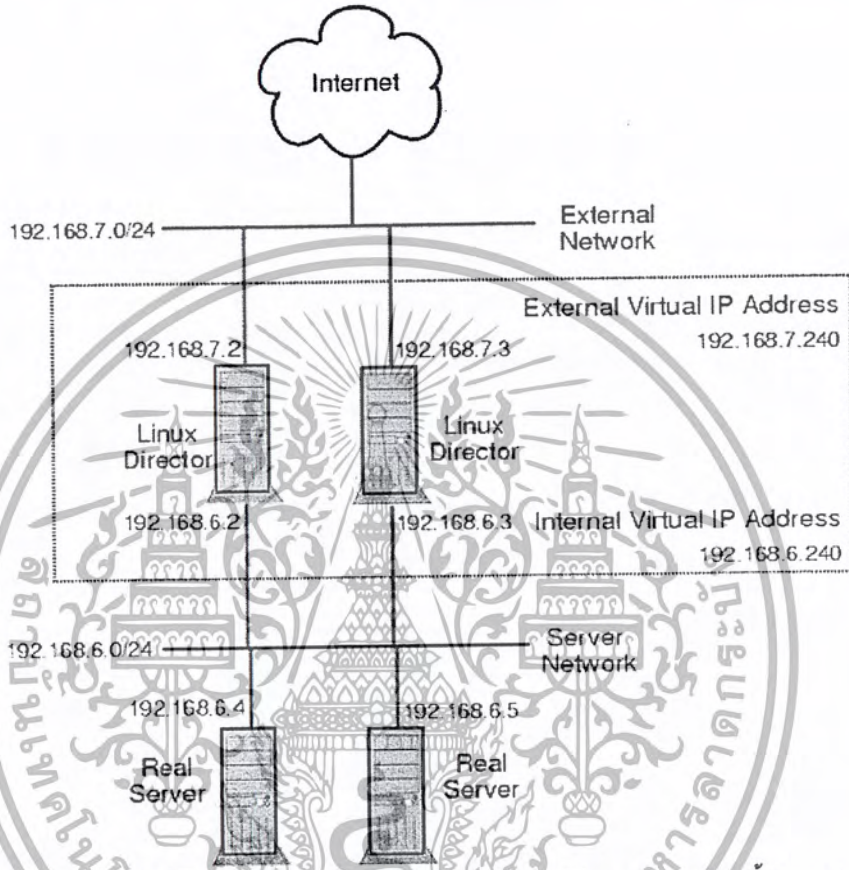 Internet
192.168.7.0/24
External
Network
External Virtual IP Address
192.168.7.240
192.168.7.2
192.168.7.3
Linux
Director
Linux
Director
192.168.6.2
192.168.6.3
Internal Virtual IP Address
192.168.6.240
192.168.6.0/24
Server
Network
192.168.6.4
192.168.6.5
Real
Server
Real
Server